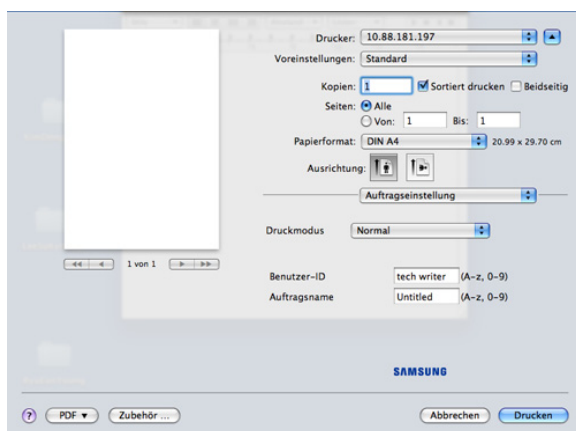 Drucker: 10.88.181.197
Voreinstellungen: Standard
Kopien: 1 Sortiert drucken Beidseitig
Seiten: Alle
Von: 1 Bis: 1
Papierformat: DIN A4 20.99 x 29.70 cm
Ausrichtung:
Auftragseinstellung
Druckmodus Normal
1 von 1
Benutzer-ID tech writer (A-z, 0-9)
Auftragsname Untitled (A-z, 0-9)
SAMSUNG
? PDF Zubehör ... Abbrechen Drucken